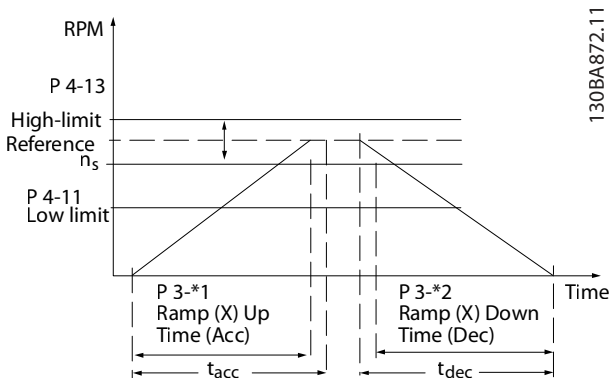 RPM
130BA872.11
P 4-13
High-limit
Reference
ns
P 4-11
Low limit
P 3-*1
Ramp (X) Up
Time (Acc)
P 3-*2
Ramp (X) Down
Time (Dec)
Time
tacc
tdec